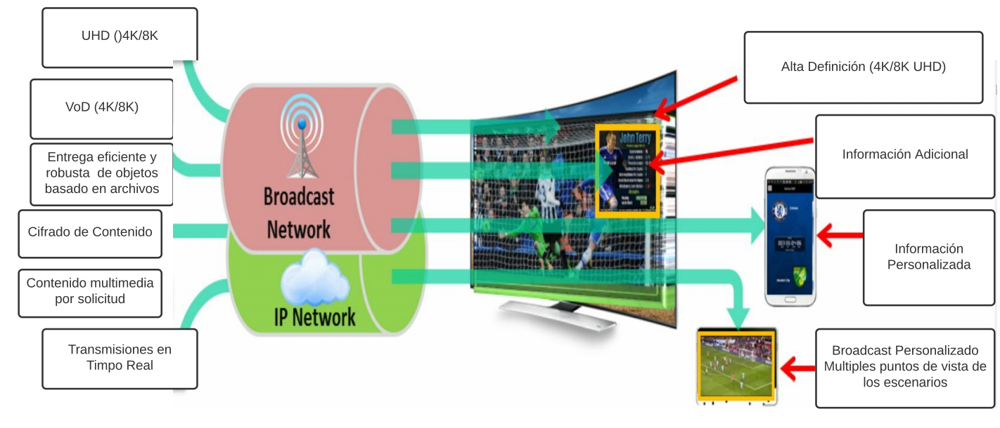 UHD ()4K/8K
VoD (4K/8K)
Entrega eficiente y
robusta de objetos
basado en archivos
Cifrado de Contenido
Contenido multimedia
por solicitud
Transmisiones en
Timpo Real
Broadcast
Network
IP Network
John Terry
Alta Definición (4K/8K UHD)
Información Adicional
Información
Personalizada
Broadcast Personalizado
Multiples puntos de vista de
los escenarios